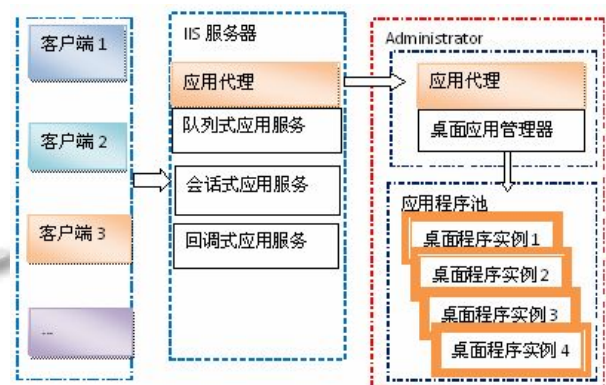 客户端 1
客户端 2
客户端 3
...
IIS 服务器
应用代理
队列式应用服务
会话式应用服务
回调式应用服务
Administrator
应用代理
桌面应用管理器
应用程序池
桌面程序实例 1
桌面程序实例 2
桌面程序实例 3
桌面程序实例 4